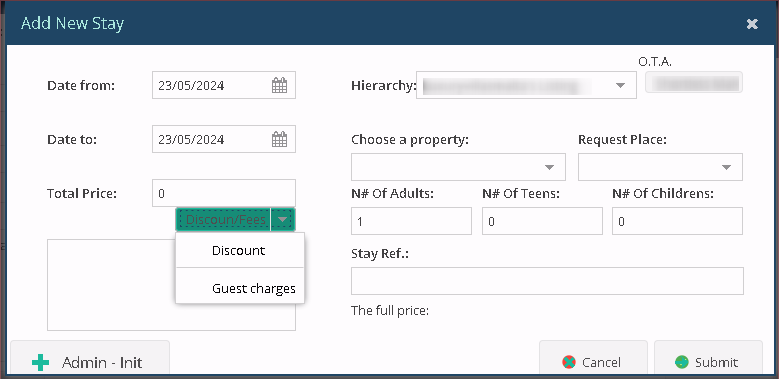 Add New Stay
O.T.A.
Date from: 23/05/2024 Hierarchy:
Date to: 23/05/2024 Choose a property: Request Place:
Total Price: 0 N# Of Adults: N# Of Teens: N# Of Childrens:
Discoun/Fees 1 0 0
Discount
Stay Ref.:
Guest charges
The full price:
Admin - Init Cancel Submit